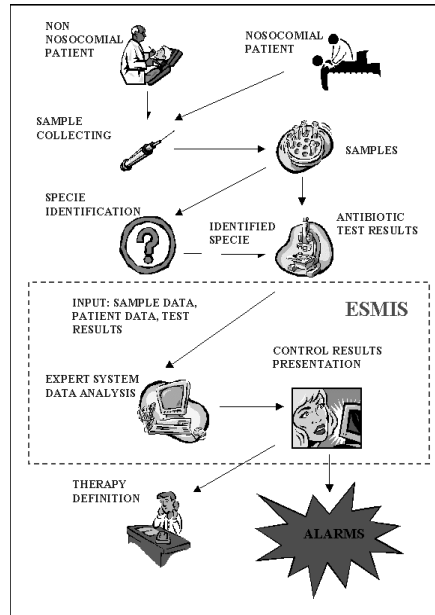 NON
NOSOCOMIAL
PATIENT
NOSOCOMIAL
PATIENT
SAMPLE
COLLECTING
SAMPLES
SPECIE
IDENTIFICATION
IDENTIFIED
SPECIE
ANTIBIOTIC
TEST RESULTS
INPUT: SAMPLE DATA,
PATIENT DATA, TEST
RESULTS
ESMIS
CONTROL RESULTS
PRESENTATION
EXPERT SYSTEM
DATA ANALYSIS
THERAPY
DEFINITION
ALARMS